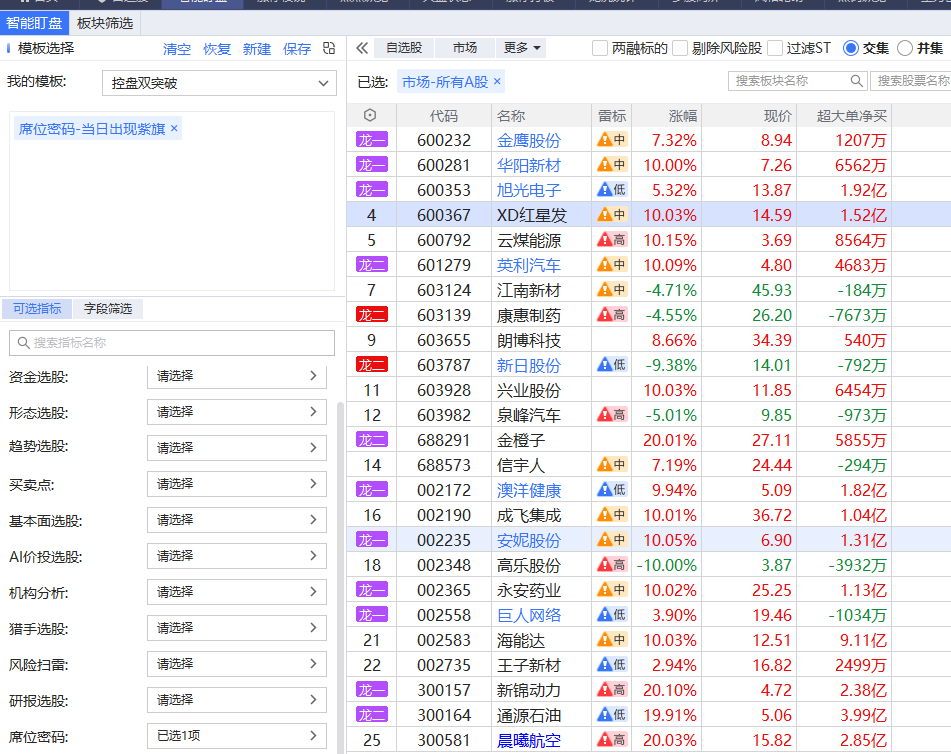 智能盯盘 板块筛选
模板选择 清空 恢复 新建 保存
自选股 市场 更多 两融标的 剔除风险股 过滤ST 交集 并集
我的模板: 控盘双突破
已选: 市场-所有A股 × 搜索板块名称 搜索股票名称
席位密码-当日出现紫旗 ×
代码 名称 雷标 涨幅 现价 超大单净买
龙一 600232 金鹰股份 中 7.32% 8.94 1207万
龙一 600281 华阳新材 中 10.00% 7.26 6562万
龙一 600353 旭光电子 低 5.32% 13.87 1.92亿
4 600367 XD红星发 中 10.03% 14.59 1.52亿
5 600792 云煤能源 高 10.15% 3.69 8564万
龙二 601279 英利汽车 中 10.09% 4.80 4683万
7 603124 江南新材 中 -4.71% 45.93 -184万
龙二 603139 康惠制药 高 -4.55% 26.20 -7673万
9 603655 朗博科技 8.66% 34.39 540万
龙二 603787 新日股份 低 -9.38% 14.01 -792万
11 603928 兴业股份 10.03% 11.85 6454万
12 603982 泉峰汽车 高 -5.01% 9.85 -973万
龙二 688291 金橙子 20.01% 27.11 5855万
14 688573 信宇人 中 7.19% 24.44 -294万
龙一 002172 澳洋健康 低 9.94% 5.09 1.82亿
16 002190 成飞集成 中 10.01% 36.72 1.04亿
龙一 002235 安妮股份 中 10.05% 6.90 1.31亿
18 002348 高乐股份 高 -10.00% 3.87 -3932万
龙一 002365 永安药业 中 10.02% 25.25 1.13亿
龙一 002558 巨人网络 低 3.90% 19.46 -1034万
21 002583 海能达 中 10.03% 12.51 9.11亿
22 002735 王子新材 低 2.94% 16.82 2499万
龙一 300157 新锦动力 高 20.10% 4.72 2.38亿
龙二 300164 通源石油 低 19.91% 5.06 3.99亿
25 300581 晨曦航空 高 20.03% 15.82 2.85亿
可选指标 字段筛选
搜索指标名称
资金选股: 请选择
形态选股: 请选择
趋势选股: 请选择
买卖点: 请选择
基本面选股: 请选择
AI价投选股: 请选择
机构分析: 请选择
猎手选股: 请选择
风险扫雷: 请选择
研报选股: 请选择
席位密码: 已选1项